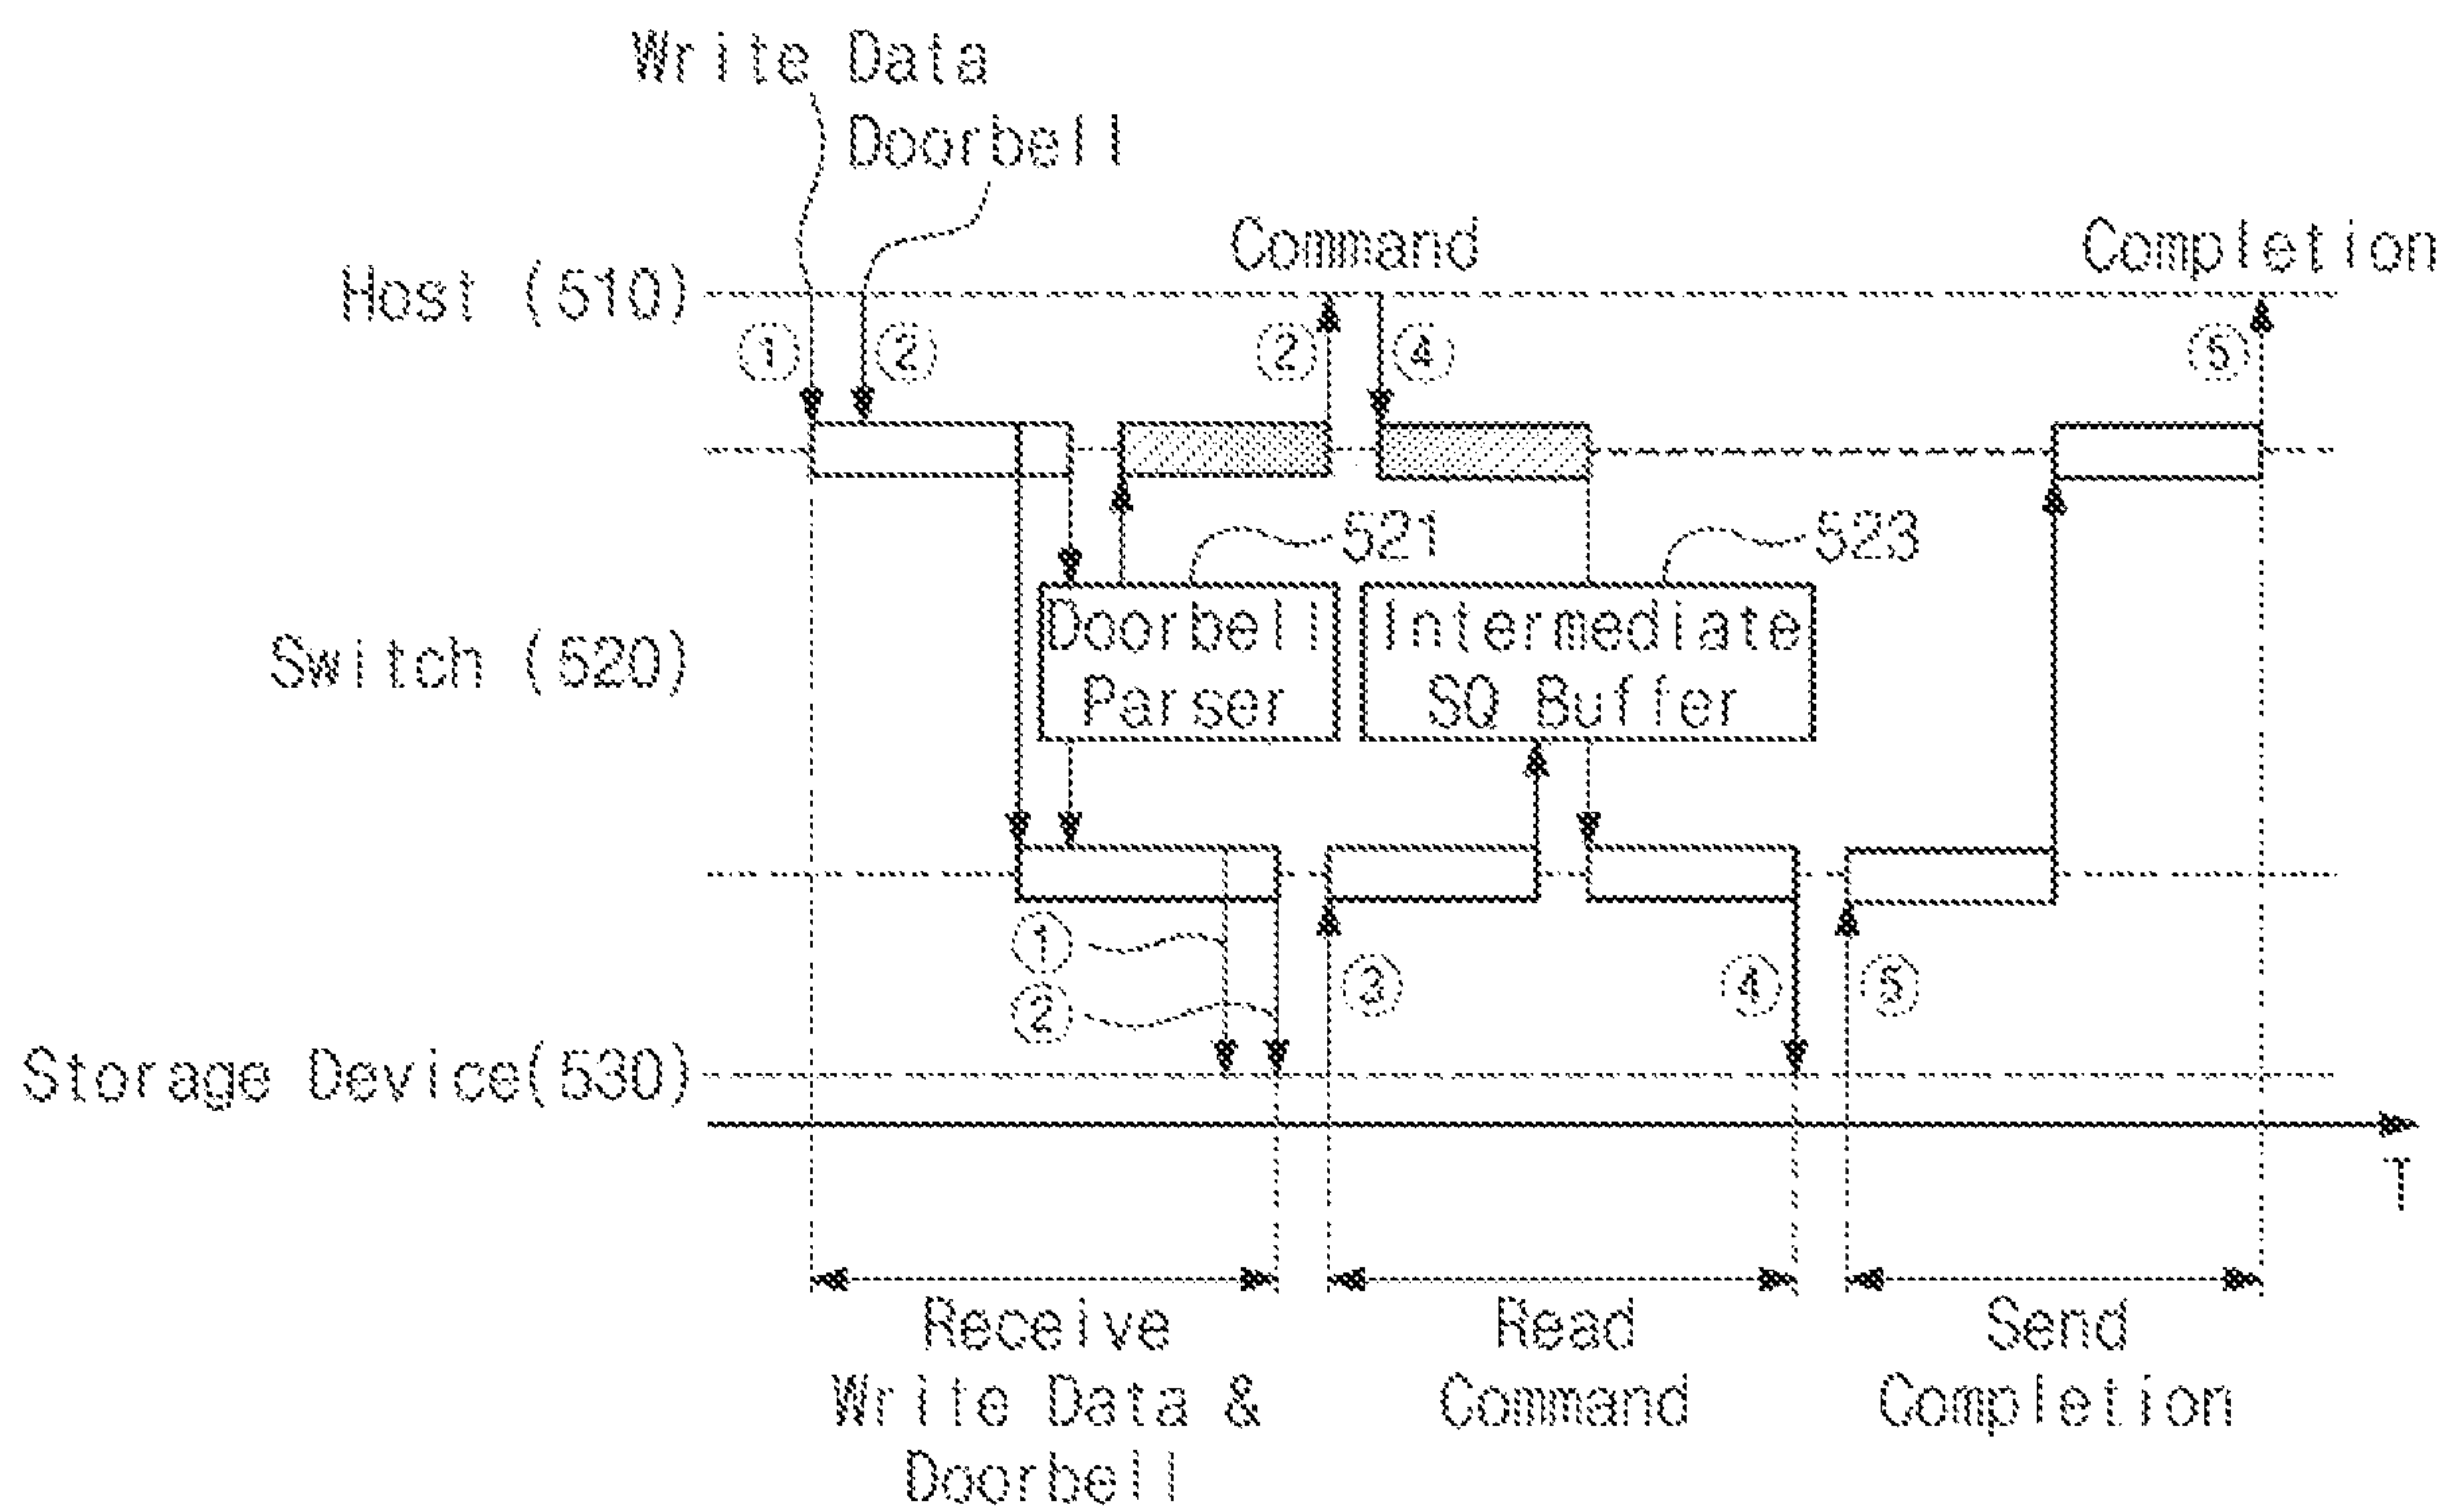 Write Data
Doorbell
Command
Completion
Host (510)
① ② ② ④ ⑤
521
523
Doorbell
Parser
Intermediate
SQ Buffer
Switch (520)
①
② ③ ④ ⑤
Storage Device(530)
T
Receive
Write Data &
Doorbell
Read
Command
Send
Completion